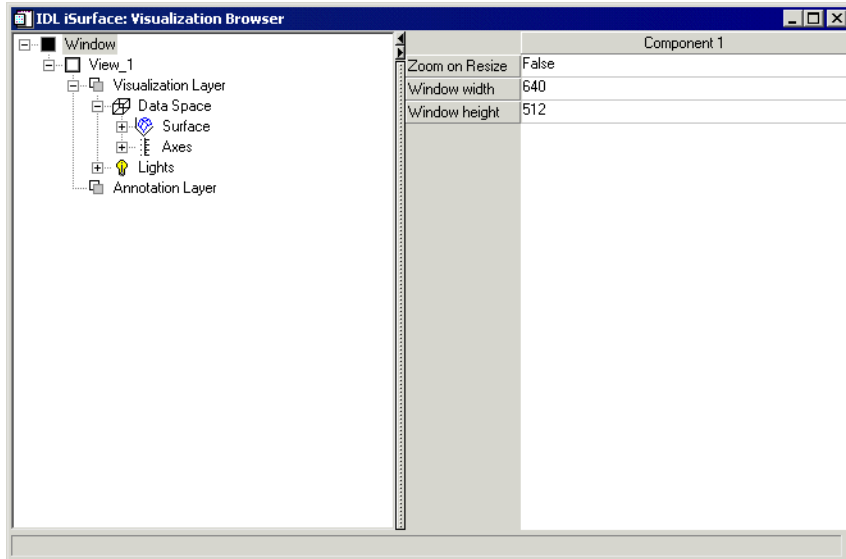 IDL iSurface: Visualization Browser
Window
View_1
Visualization Layer
Data Space
Surface
Axes
Lights
Annotation Layer
Component 1
Zoom on Resize False
Window width 640
Window height 512